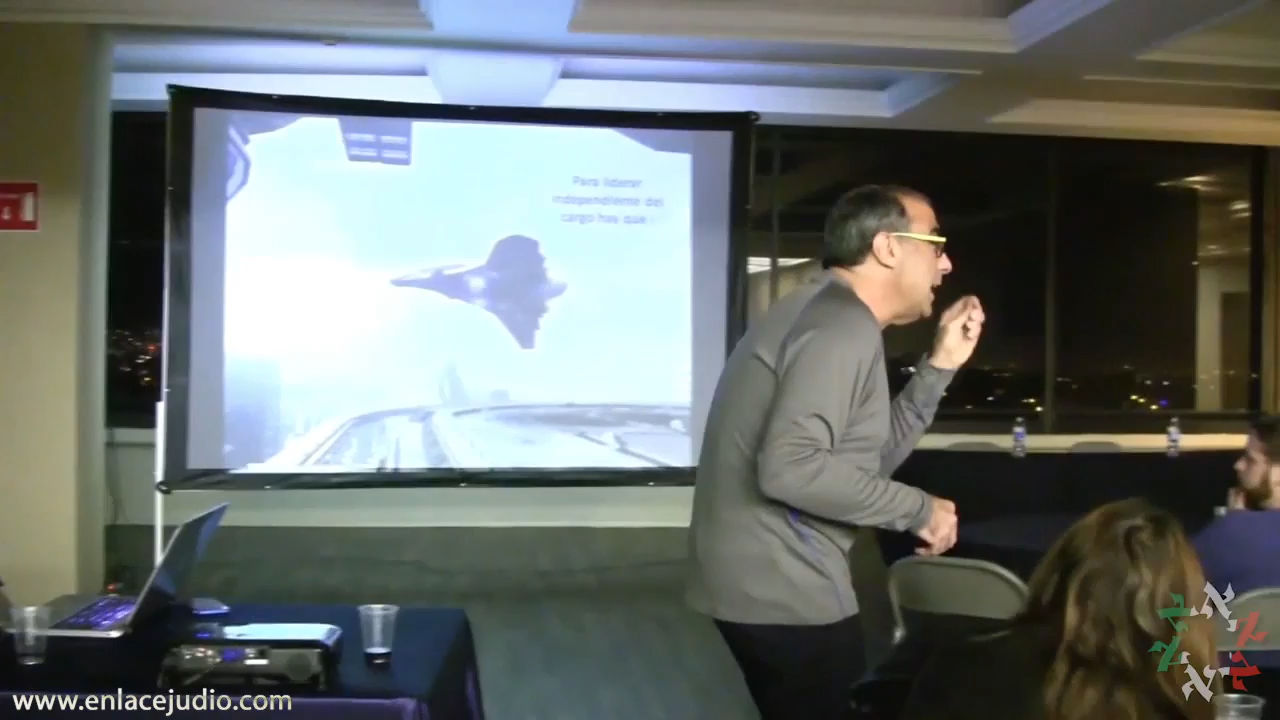 Para liderar
independiente del
cargo hay que
www.enlacejudio.com